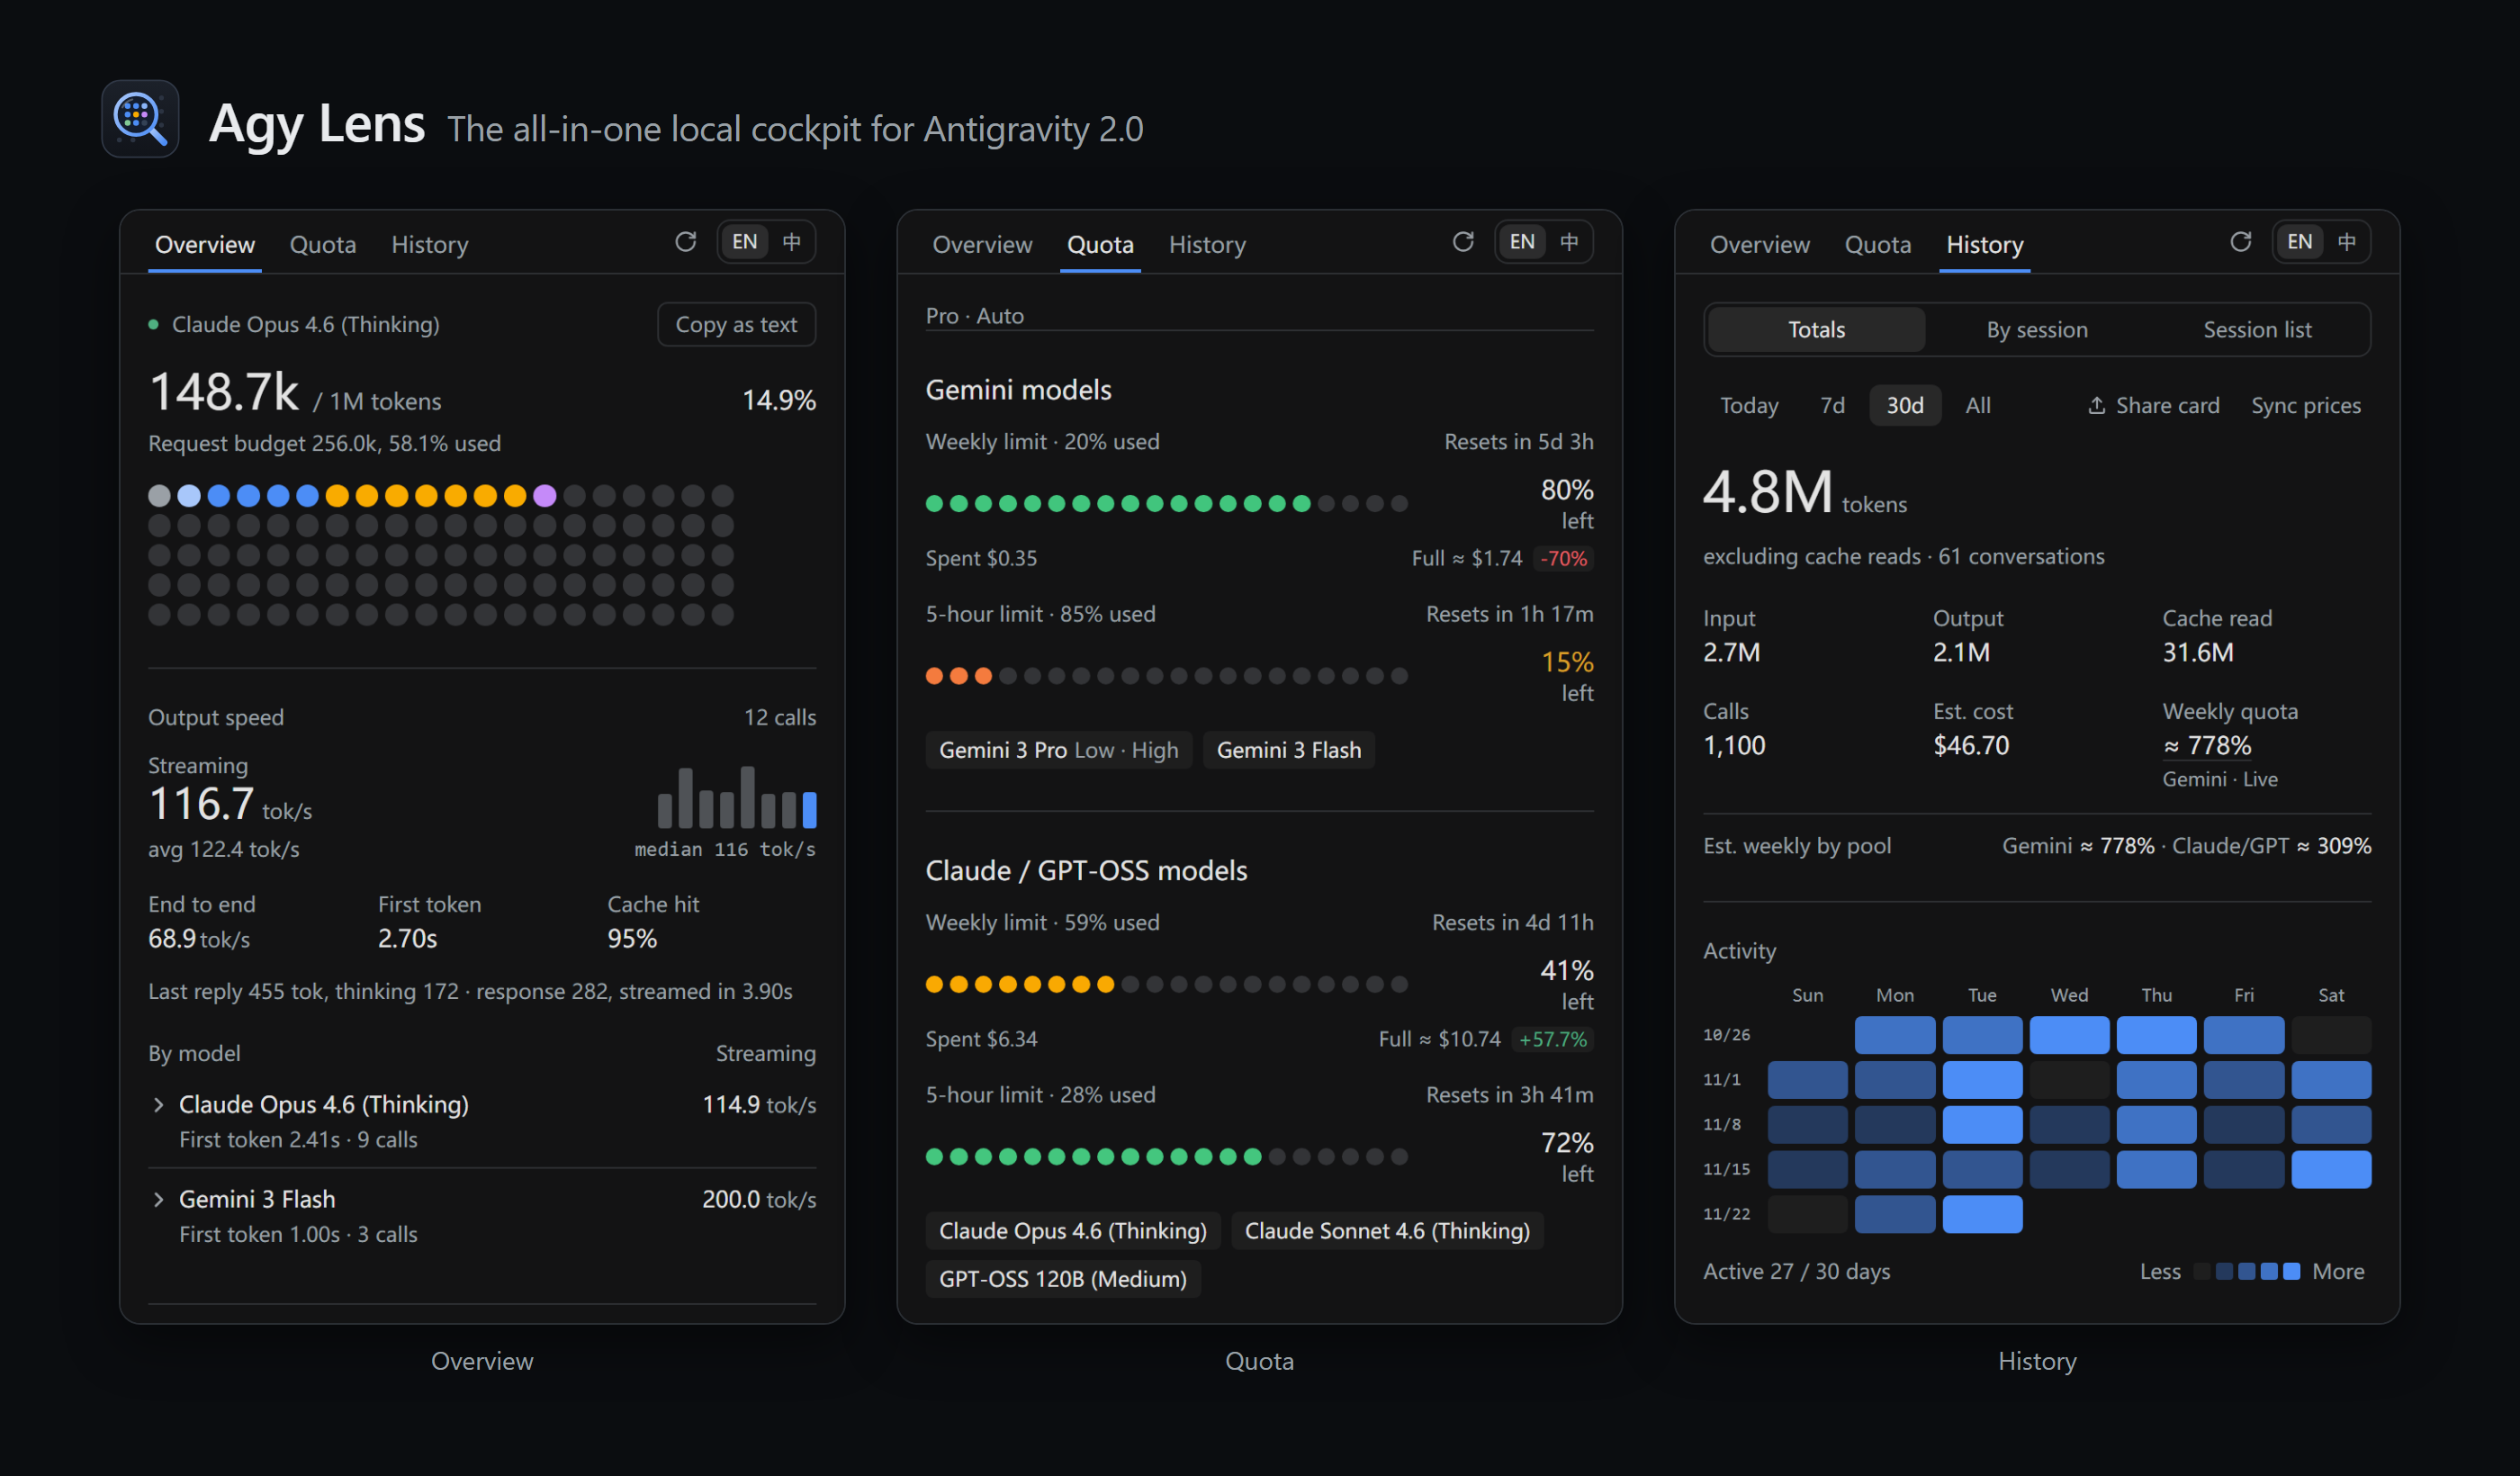 Agy Lens The all-in-one local cockpit for Antigravity 2.0
Overview Quota History EN 中
Claude Opus 4.6 (Thinking) Copy as text
148.7k / 1M tokens 14.9%
Request budget 256.0k, 58.1% used
Output speed 12 calls
Streaming
116.7 tok/s
avg 122.4 tok/s median 116 tok/s
End to end First token Cache hit
68.9 tok/s 2.70s 95%
Last reply 455 tok, thinking 172 · response 282, streamed in 3.90s
By model Streaming
Claude Opus 4.6 (Thinking) 114.9 tok/s
First token 2.41s · 9 calls
Gemini 3 Flash 200.0 tok/s
First token 1.00s · 3 calls
Overview
Overview Quota History EN 中
Pro · Auto
Gemini models
Weekly limit · 20% used Resets in 5d 3h
80%
left
Spent $0.35 Full ≈ $1.74 -70%
5-hour limit · 85% used Resets in 1h 17m
15%
left
Gemini 3 Pro Low · High Gemini 3 Flash
Claude / GPT-OSS models
Weekly limit · 59% used Resets in 4d 11h
41%
left
Spent $6.34 Full ≈ $10.74 +57.7%
5-hour limit · 28% used Resets in 3h 41m
72%
left
Claude Opus 4.6 (Thinking) Claude Sonnet 4.6 (Thinking)
GPT-OSS 120B (Medium)
Quota
Overview Quota History EN 中
Totals By session Session list
Today 7d 30d All Share card Sync prices
4.8M tokens
excluding cache reads · 61 conversations
Input Output Cache read
2.7M 2.1M 31.6M
Calls Est. cost Weekly quota
1,100 $46.70 ≈ 778%
Gemini · Live
Est. weekly by pool Gemini ≈ 778% · Claude/GPT ≈ 309%
Activity
Sun Mon Tue Wed Thu Fri Sat
10/26
11/1
11/8
11/15
11/22
Active 27 / 30 days Less More
History